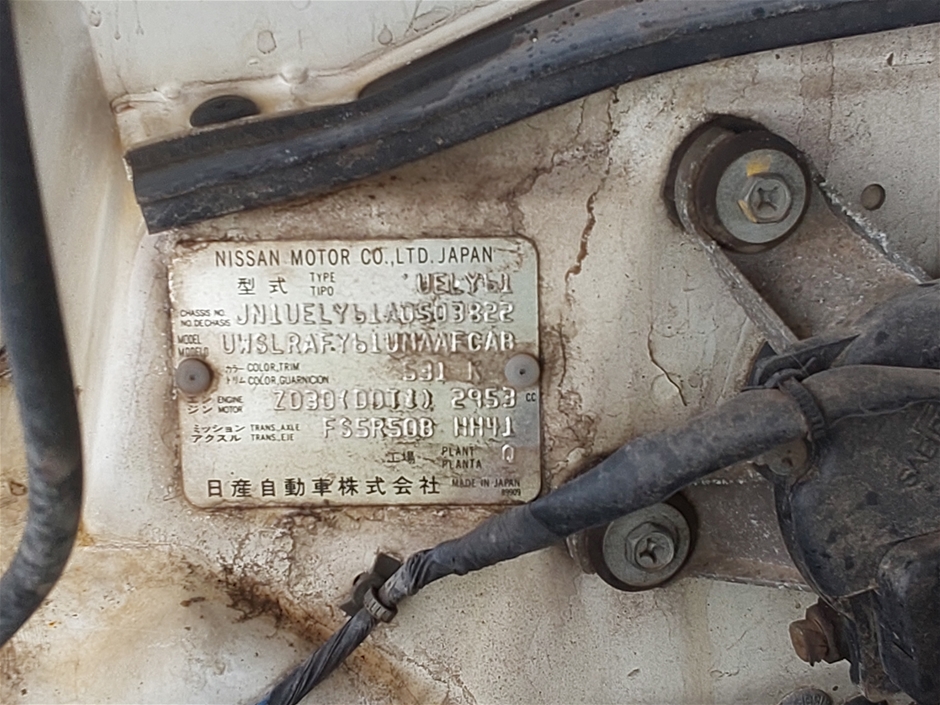 NISSAN MOTOR CO.,LTD. JAPAN
型式 TYPE TIPO UELY61
CHASSIS NO. NO. DE CHASIS JN1UELY61A0503822
MODEL MODELO UWSLRAFY61UNAAFCAB
カラー トリム COLOR,TRIM COLOR,GUARNICION 531 K
エンジン ENGINE MOTOR ZD30(DDTI) 2953 CC
ミッション アクスル TRANS.,AXLE TRANS.,EJE FS5R50B HH41
工場 PLANT PLANTA 0
日産自動車株式会社 MADE IN JAPAN
89909